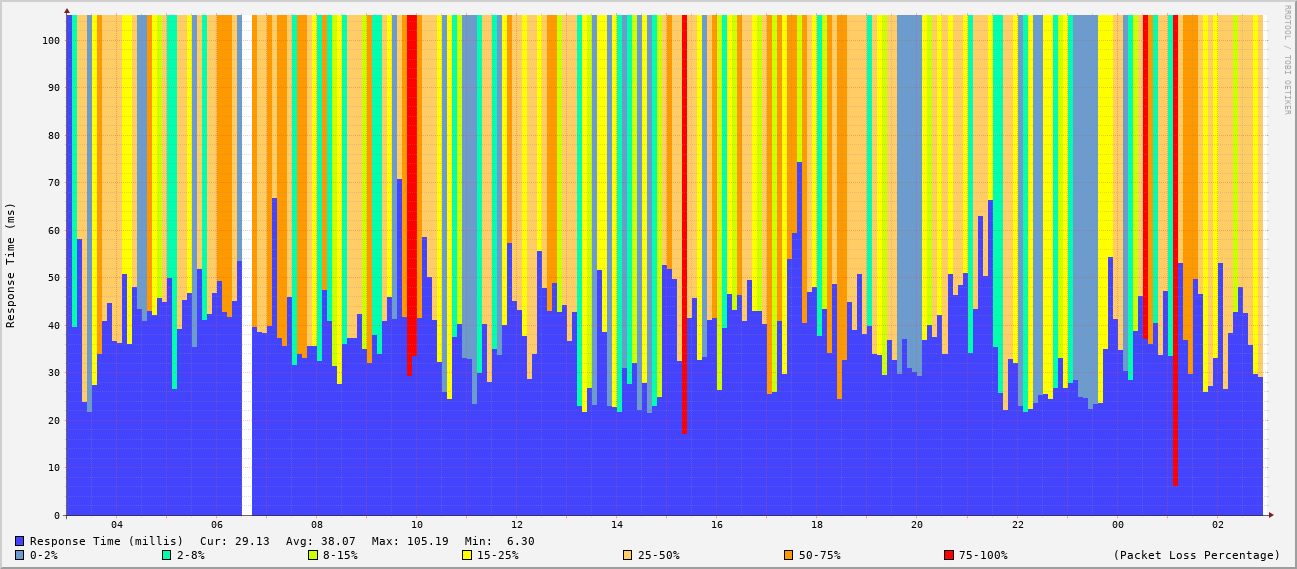 RRDTOOL / TOBI OETIKER
Response Time (ms)
100
90
80
70
60
50
40
30
20
10
0
04 06 08 10 12 14 16 18 20 22 00 02
Response Time (millis) Cur: 29.13 Avg: 38.07 Max: 105.19 Min: 6.30
0-2% 2-8% 8-15% 15-25% 25-50% 50-75% 75-100% (Packet Loss Percentage)